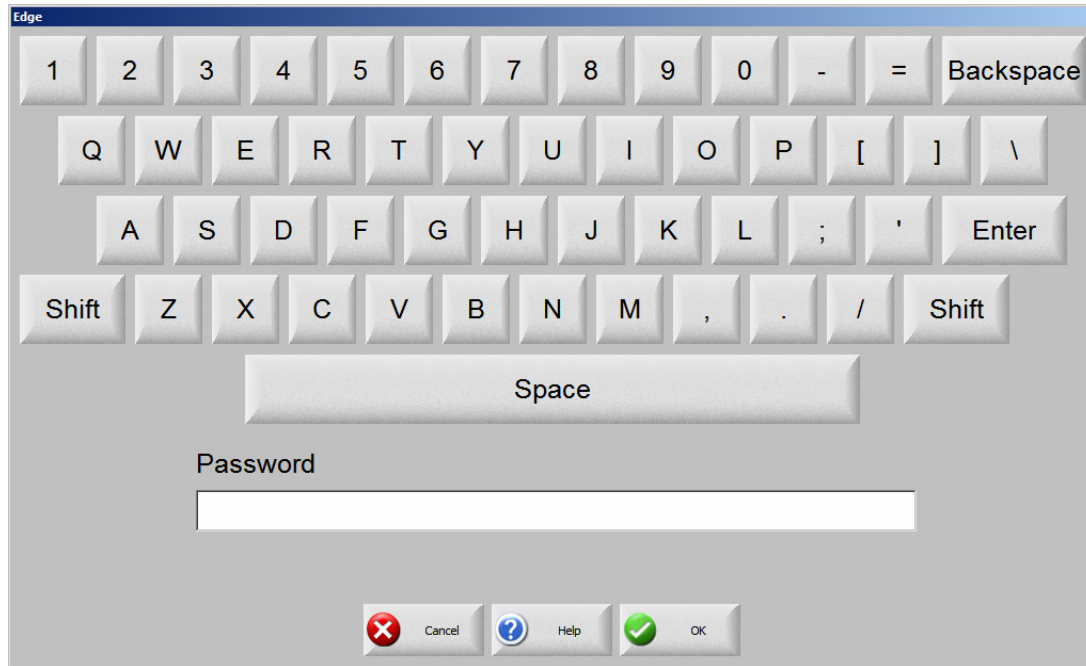 Edge
1 2 3 4 5 6 7 8 9 0 - = Backspace
Q W E R T Y U I O P [ ] \
A S D F G H J K L ; ' Enter
Shift Z X C V B N M , . / Shift
Space
Password
Cancel Help OK